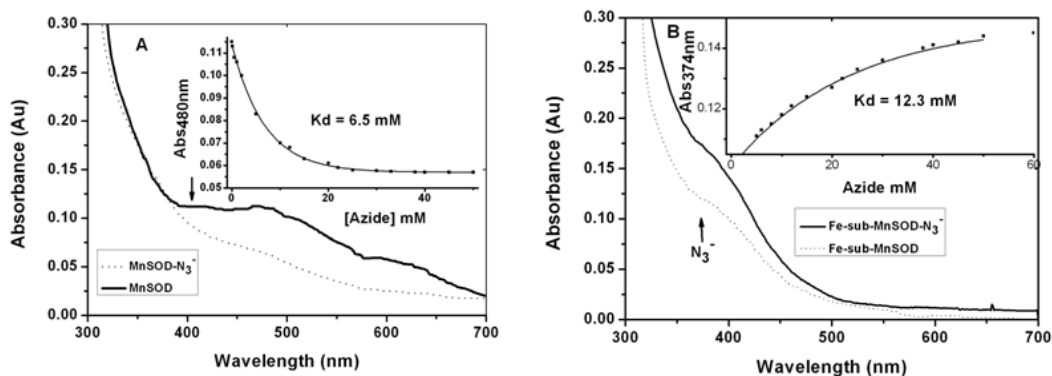 A
0.30
0.25
0.20
0.15
0.10
0.05
0.00
Absorbance (Au)
300 400 500 600 700
Wavelength (nm)
MnSOD-N3-
MnSOD
0.11
0.10
0.09
0.08
0.07
0.06
0.05
Abs480nm
Kd = 6.5 mM
0 20 40
[Azide] mM
B
0.30
0.25
0.20
0.15
0.10
0.05
0.00
Absorbance (Au)
300 400 500 600 700
Wavelength (nm)
0.14
0.12
Abs374nm
Kd = 12.3 mM
0 20 40 60
Azide mM
Fe-sub-MnSOD-N3-
Fe-sub-MnSOD
N3-